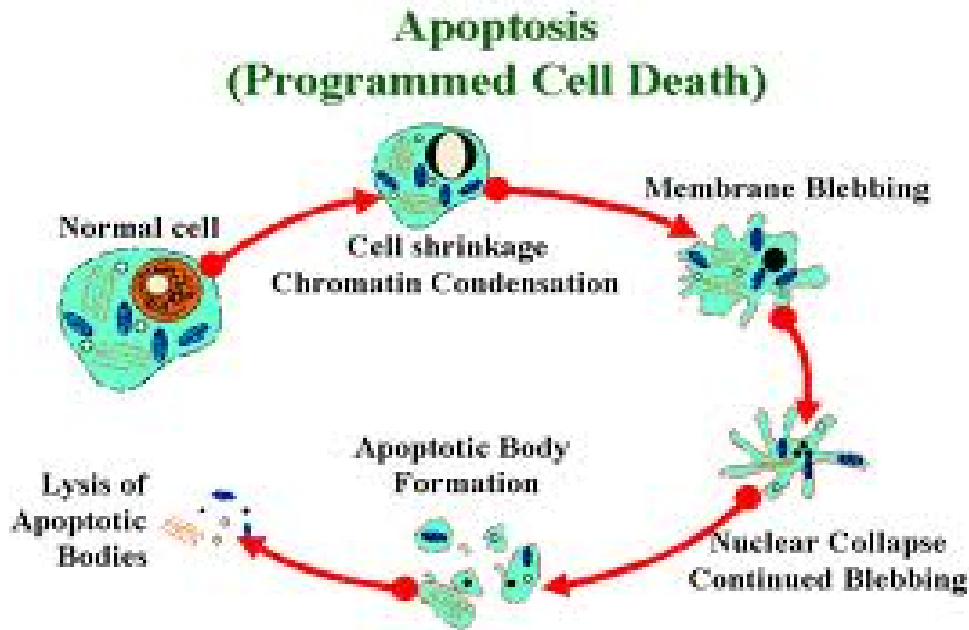 Apoptosis
(Programmed Cell Death)
Normal cell
Cell shrinkage
Chromatin Condensation
Membrane Blebbing
Nuclear Collapse
Continued Blebbing
Apoptotic Body
Formation
Lysis of
Apoptotic
Bodies